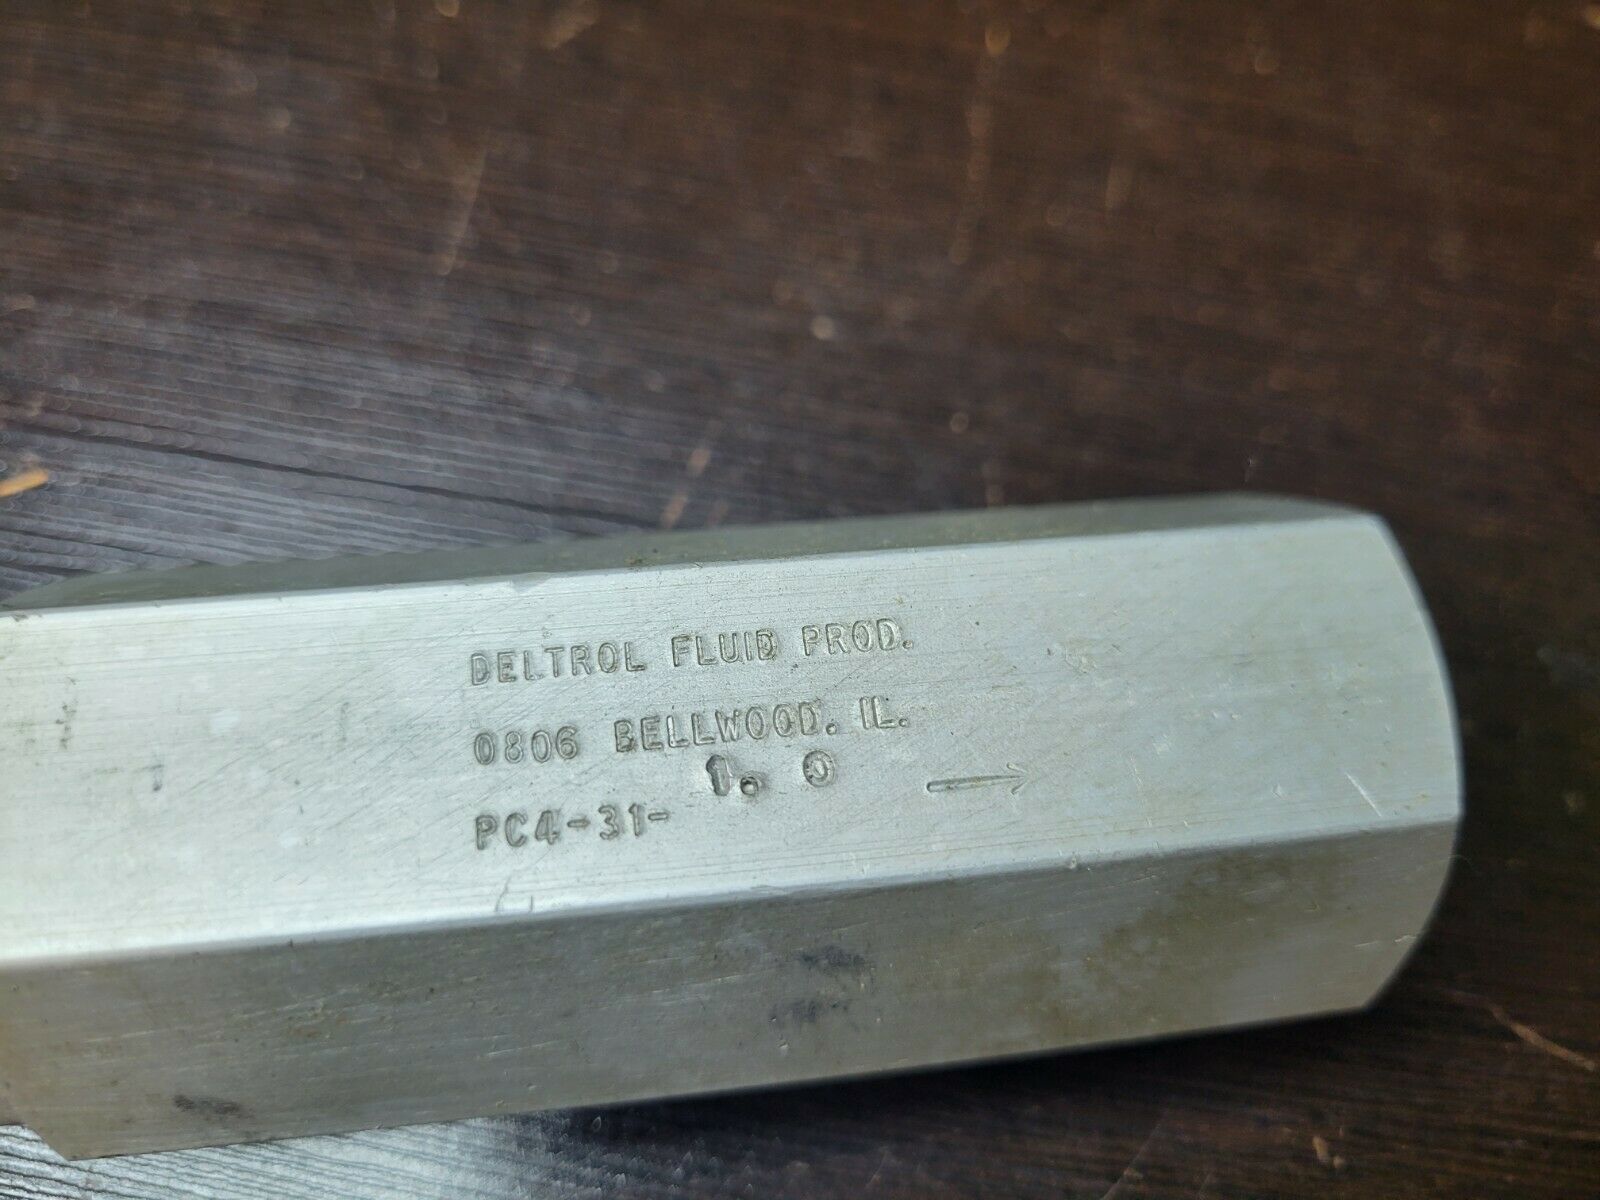 DELTROL FLUID PROD.
0806 BELLWOOD. IL.
1. 0
PC4-31-